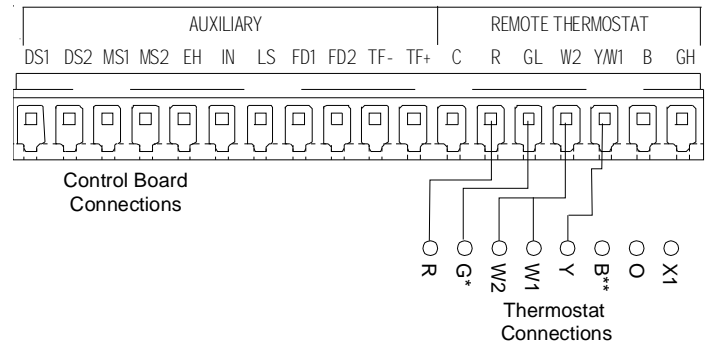 AUXILIARY REMOTE THERMOSTAT
DS1 DS2 MS1 MS2 EH IN LS FD1 FD2 TF- TF+ C R GL W2 Y/W1 B GH
Control Board
Connections
R G* W2 W1 Y B** O X1
Thermostat
Connections